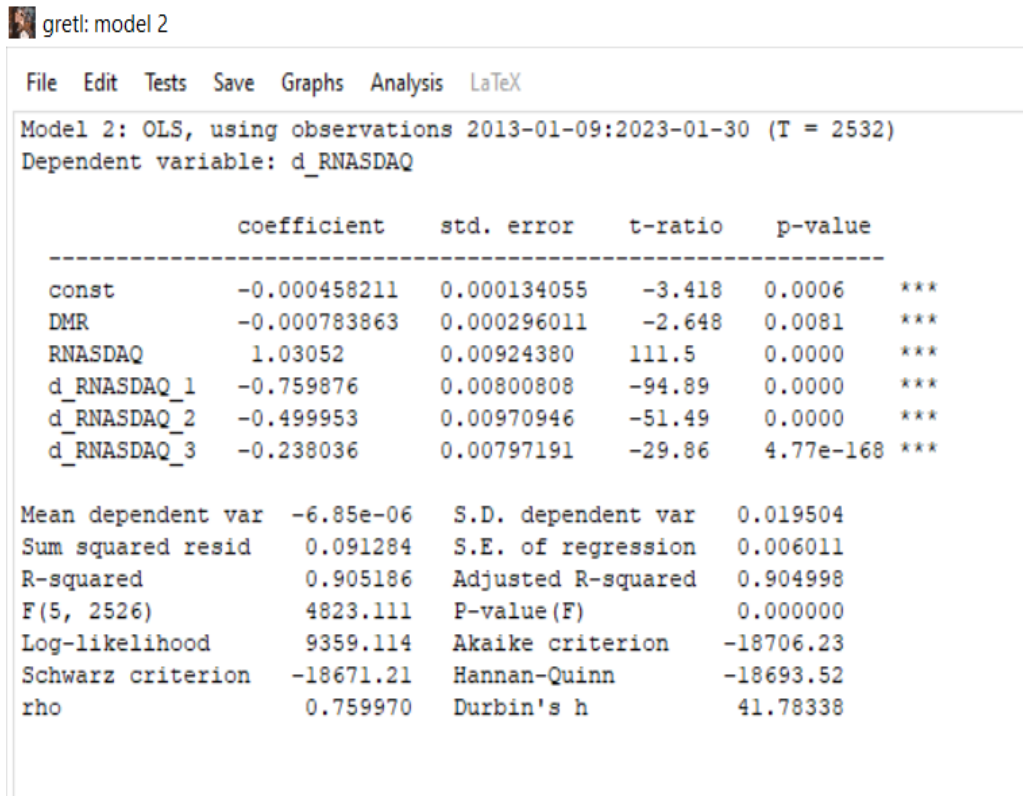 gretl: model 2
File Edit Tests Save Graphs Analysis LaTeX
Model 2: OLS, using observations 2013-01-09:2023-01-30 (T = 2532)
Dependent variable: d_RNASDAQ
coefficient std. error t-ratio p-value
---------------------------------------------------------------
const -0.000458211 0.000134055 -3.418 0.0006 ***
DMR -0.000783863 0.000296011 -2.648 0.0081 ***
RNASDAQ 1.03052 0.00924380 111.5 0.0000 ***
d_RNASDAQ_1 -0.759876 0.00800808 -94.89 0.0000 ***
d_RNASDAQ_2 -0.499953 0.00970946 -51.49 0.0000 ***
d_RNASDAQ_3 -0.238036 0.00797191 -29.86 4.77e-168 ***
Mean dependent var -6.85e-06 S.D. dependent var 0.019504
Sum squared resid 0.091284 S.E. of regression 0.006011
R-squared 0.905186 Adjusted R-squared 0.904998
F(5, 2526) 4823.111 P-value(F) 0.000000
Log-likelihood 9359.114 Akaike criterion -18706.23
Schwarz criterion -18671.21 Hannan-Quinn -18693.52
rho 0.759970 Durbin's h 41.78338